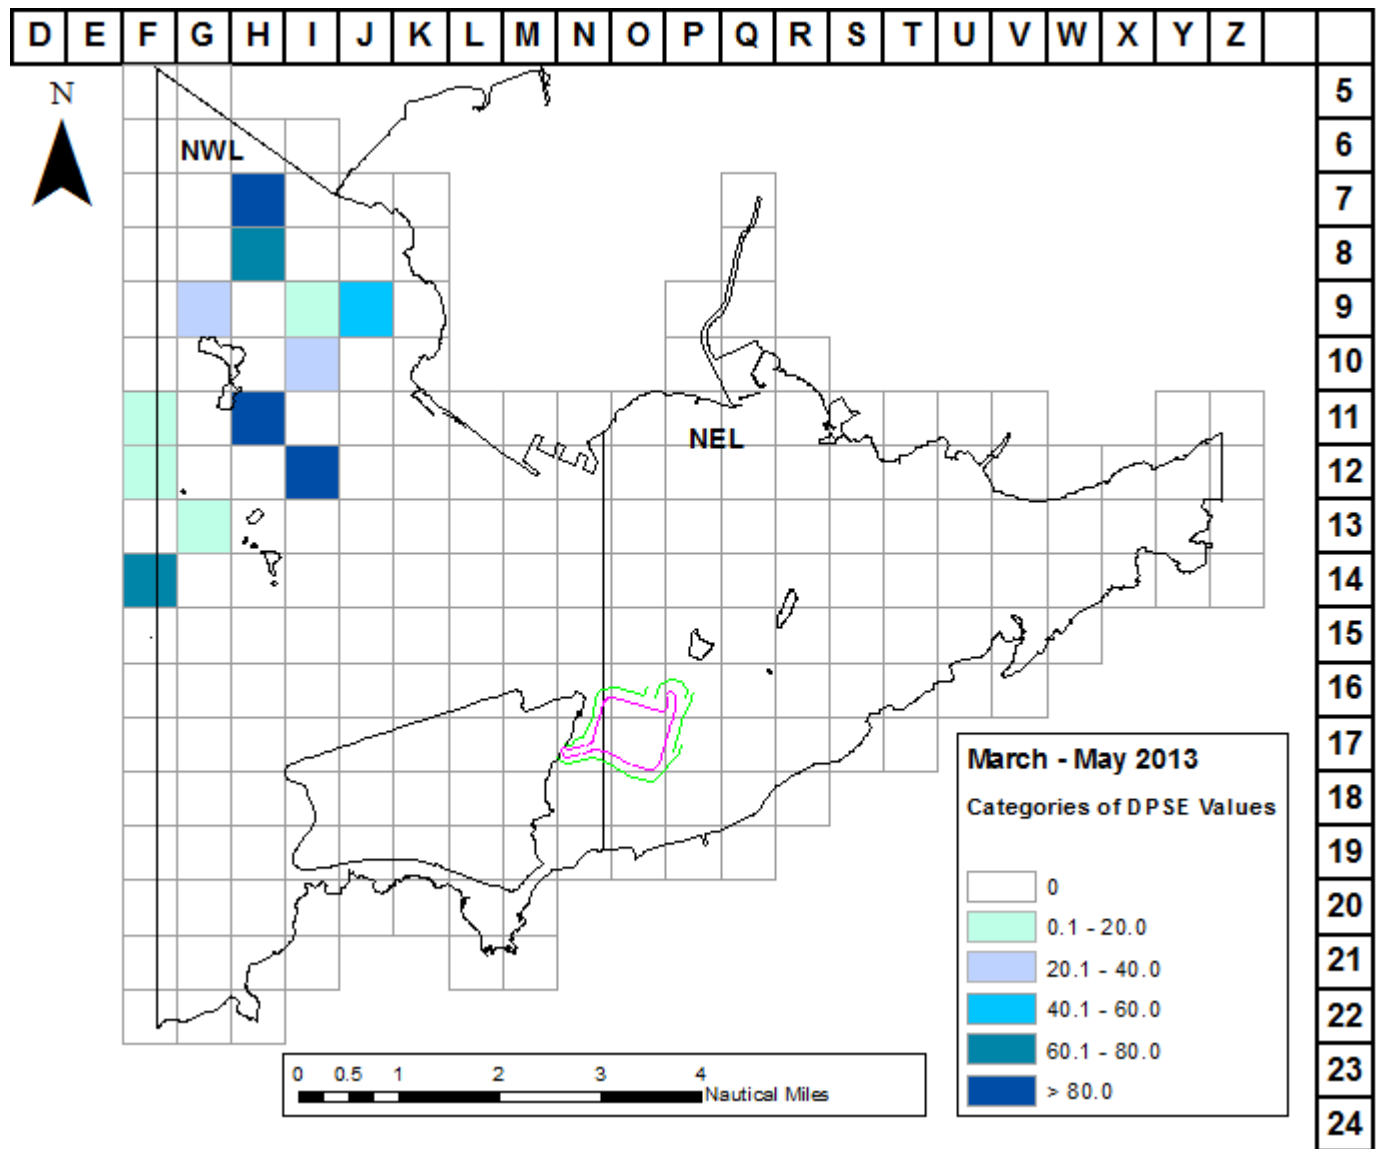 D E F G H I J K L M N O P Q R S T U V W X Y Z
N
5
6
7
8
9
10
11
12
13
14
15
16
17
18
19
20
21
22
23
24
NWL
NEL
March - May 2013
Categories of DPSE Values
0
0.1 - 20.0
20.1 - 40.0
40.1 - 60.0
60.1 - 80.0
> 80.0
0 0.5 1 2 3 4
Nautical Miles